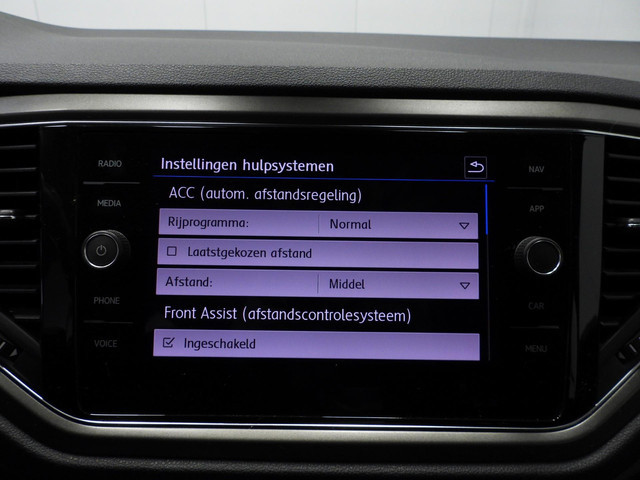 Instellingen hulpsystemen
ACC (autom. afstandsregeling)
Rijprogramma: Normal
Laatstgekozen afstand
Afstand: Middel
Front Assist (afstandscontrolesysteem)
Ingeschakeld
RADIO
MEDIA
PHONE
VOICE
NAV
APP
CAR
MENU